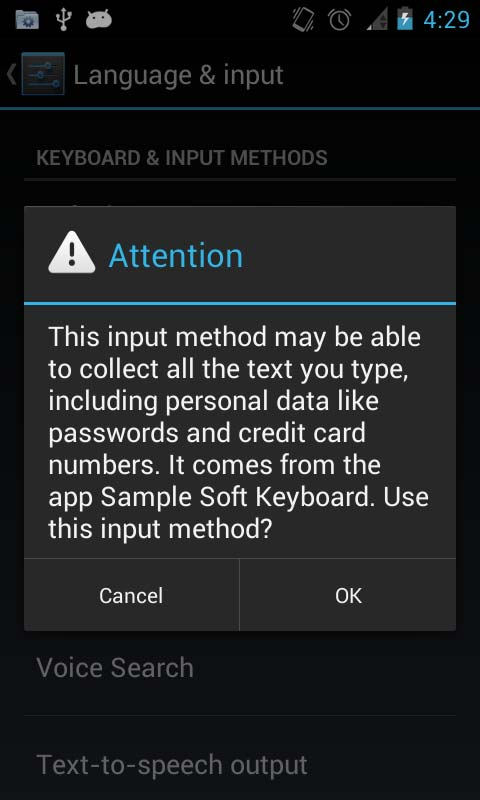 4:29
Language & input
KEYBOARD & INPUT METHODS
Attention
This input method may be able
to collect all the text you type,
including personal data like
passwords and credit card
numbers. It comes from the
app Sample Soft Keyboard. Use
this input method?
Cancel
OK
Voice Search
Text-to-speech output